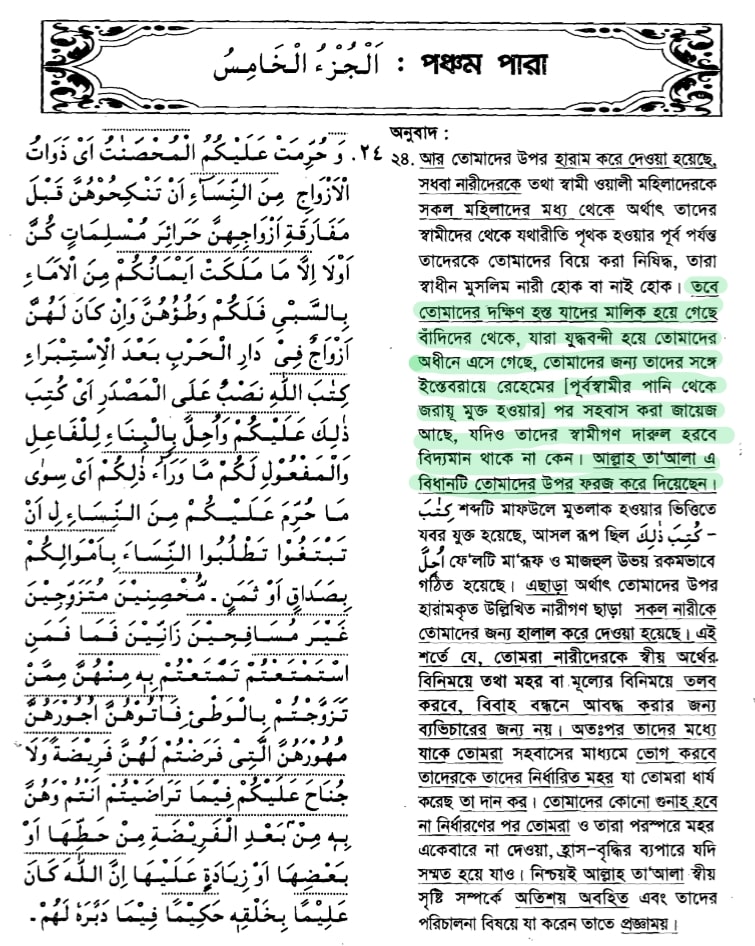 পঞ্চম পারা : اَلْجُزْءُ الْخَامِسُ
২৪. وَ حُرِّمَتْ عَلَيْكُمُ الْمُحْصَنٰتُ اَىْ ذَوَاتُ
الْاَزْوَاجِ مِنَ النِّسَآءِ اَنْ تَنْكِحُوْهُنَّ قَبْلَ
مُفَارَقَةِ اَزْوَاجِهِنَّ حَرَائِرَ مُسْلِمَاتٍ كُنَّ
اَوْلَا اِلَّا مَا مَلَكَتْ اَيْمَانُكُمْ مِنَ الْاِمَاءِ
بِالسَّبْىِ فَلَكُمْ وَطْؤُهُنَّ وَاِنْ كَانَ لَهُنَّ
اَزْوَاجٌ فِىْ دَارِ الْحَرْبِ بَعْدَ الْاِسْتِبْرَاءِ
كِتٰبَ اللّٰهِ نَصْبٌ عَلَى الْمَصْدَرِ اَىْ كُتِبَ
ذٰلِكَ عَلَيْكُمْ وَاُحِلَّ بِالْبِنَاءِ لِلْفَاعِلِ
وَالْمَفْعُوْلِ لَكُمْ مَّا وَرَآءَ ذٰلِكُمْ اَىْ سِوٰى
مَا حُرِّمَ عَلَيْكُمْ مِنَ النِّسَاءِ لِ اَنْ
تَبْتَغُوْا تَطْلُبُوا النِّسَاءَ بِاَمْوَالِكُمْ
بِصَدَاقٍ اَوْ ثَمَنٍ ـ مُّحْصِنِيْنَ مُتَزَوِّجِيْنَ
غَيْرَ مُسَافِحِيْنَ زَانِيْنَ فَمَا فَمَنِ
اسْتَمْتَعْتُمْ تَمَتَّعْتُمْ بِهٖ مِنْهُنَّ مِمَّنْ
تَزَوَّجْتُمْ بِالْوَطْئِ فَاٰتُوْهُنَّ اُجُوْرَهُنَّ
مُهُوْرَهُنَّ الَّتِىْ فَرَضْتُمْ لَهُنَّ فَرِيْضَةً وَلَا
جُنَاحَ عَلَيْكُمْ فِيْمَا تَرَاضَيْتُمْ اَنْتُمْ وَهُنَّ
بِهٖ مِنْۢ بَعْدِ الْفَرِيْضَةِ مِنْ حَطِّهَا اَوْ
بَعْضِهَا اَوْ زِيَادَةٍ عَلَيْهَا اِنَّ اللّٰهَ كَانَ
عَلِيْمًا بِخَلْقِهٖ حَكِيْمًا فِيْمَا دَبَّرَهُ لَهُمْ ـ
অনুবাদ :
২৪. আর তোমাদের উপর হারাম করে দেওয়া হয়েছে,
সধবা নারীদেরকে তথা স্বামী ওয়ালী মহিলাদেরকে
সকল মহিলাদের মধ্য থেকে অর্থাৎ তাদের
স্বামীদের থেকে যথারীতি পৃথক হওয়ার পূর্ব পর্যন্ত
তাদেরকে তোমাদের বিয়ে করা নিষিদ্ধ, তারা
স্বাধীন মুসলিম নারী হোক বা নাই হোক। তবে
তোমাদের দক্ষিণ হস্ত যাদের মালিক হয়ে গেছে
বাঁদিদের থেকে, যারা যুদ্ধবন্দী হয়ে তোমাদের
অধীনে এসে গেছে, তোমাদের জন্য তাদের সঙ্গে
ইস্তেবরায়ে রেহেমের [পূর্বস্বামীর পানি থেকে
জরায়ূ মুক্ত হওয়ার] পর সহবাস করা জায়েজ
আছে, যদিও তাদের স্বামীগণ দারুল হরবে
বিদ্যমান থাকে না কেন। আল্লাহ তা'আলা এ
বিধানটি তোমাদের উপর ফরজ করে দিয়েছেন।
كِتٰبَ শব্দটি মাফউলে মুতলাক হওয়ার ভিত্তিতে
যবর যুক্ত হয়েছে, আসল রূপ ছিল كُتِبَ ذٰلِكَ -
اُحِلَّ ফে'লটি মা'রূফ ও মাজহুল উভয় রকমভাবে
গঠিত হয়েছে। এছাড়া অর্থাৎ তোমাদের উপর
হারামকৃত উল্লিখিত নারীগণ ছাড়া সকল নারীকে
তোমাদের জন্য হালাল করে দেওয়া হয়েছে। এই
শর্তে যে, তোমরা নারীদেরকে স্বীয় অর্থের
বিনিময়ে তথা মহর বা মূল্যের বিনিময়ে তলব
করবে, বিবাহ বন্ধনে আবদ্ধ করার জন্য
ব্যভিচারের জন্য নয়। অতঃপর তাদের মধ্যে
যাকে তোমরা সহবাসের মাধ্যমে ভোগ করবে
তাদেরকে তাদের নির্ধারিত মহর যা তোমরা ধার্য
করেছ তা দান কর। তোমাদের কোনো গুনাহ হবে
না নির্ধারণের পর তোমরা ও তারা পরস্পরে মহর
একেবারে না দেওয়া, হ্রাস-বৃদ্ধির ব্যাপারে যদি
সম্মত হয়ে যাও। নিশ্চয়ই আল্লাহ তা'আলা স্বীয়
সৃষ্টি সম্পর্কে অতিশয় অবহিত এবং তাদের
পরিচালনা বিষয়ে যা করেন তাতে প্রজ্ঞাময়।